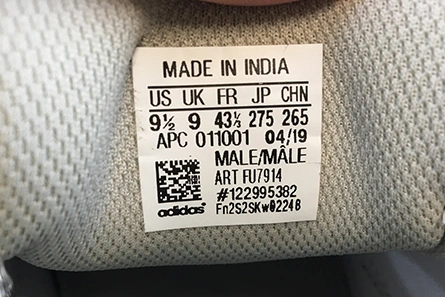 MADE IN INDIA
US UK FR JP CHN
9½ 9 43⅓ 275 265
APC 011001 04/19
MALE/MÂLE
ART FU7914
#122995382
adidas® Fn2S2SKw02248